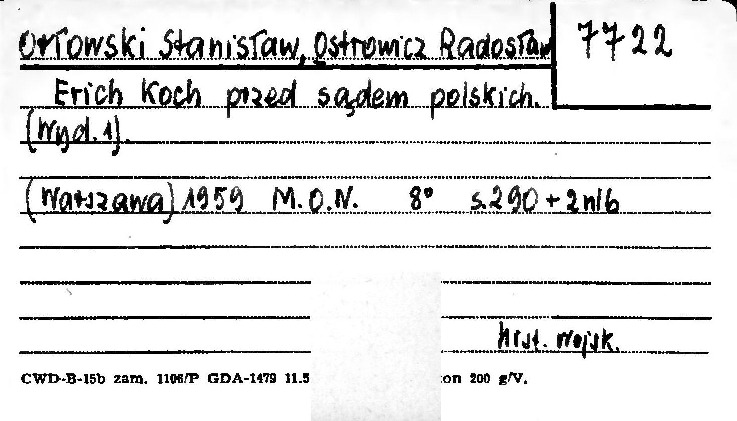 Orłowski Stanisław, Ostrowicz Radosław
7722
Erich Koch przed sądem polskich.
(Wyd. 1).
(Warszawa) 1959 M.O.N. 8° s. 290 + 2 nlb
hist. wojsk.
CWD-B-15b zam. 1106/P GDA-1479 11.5 on 200 g/V.